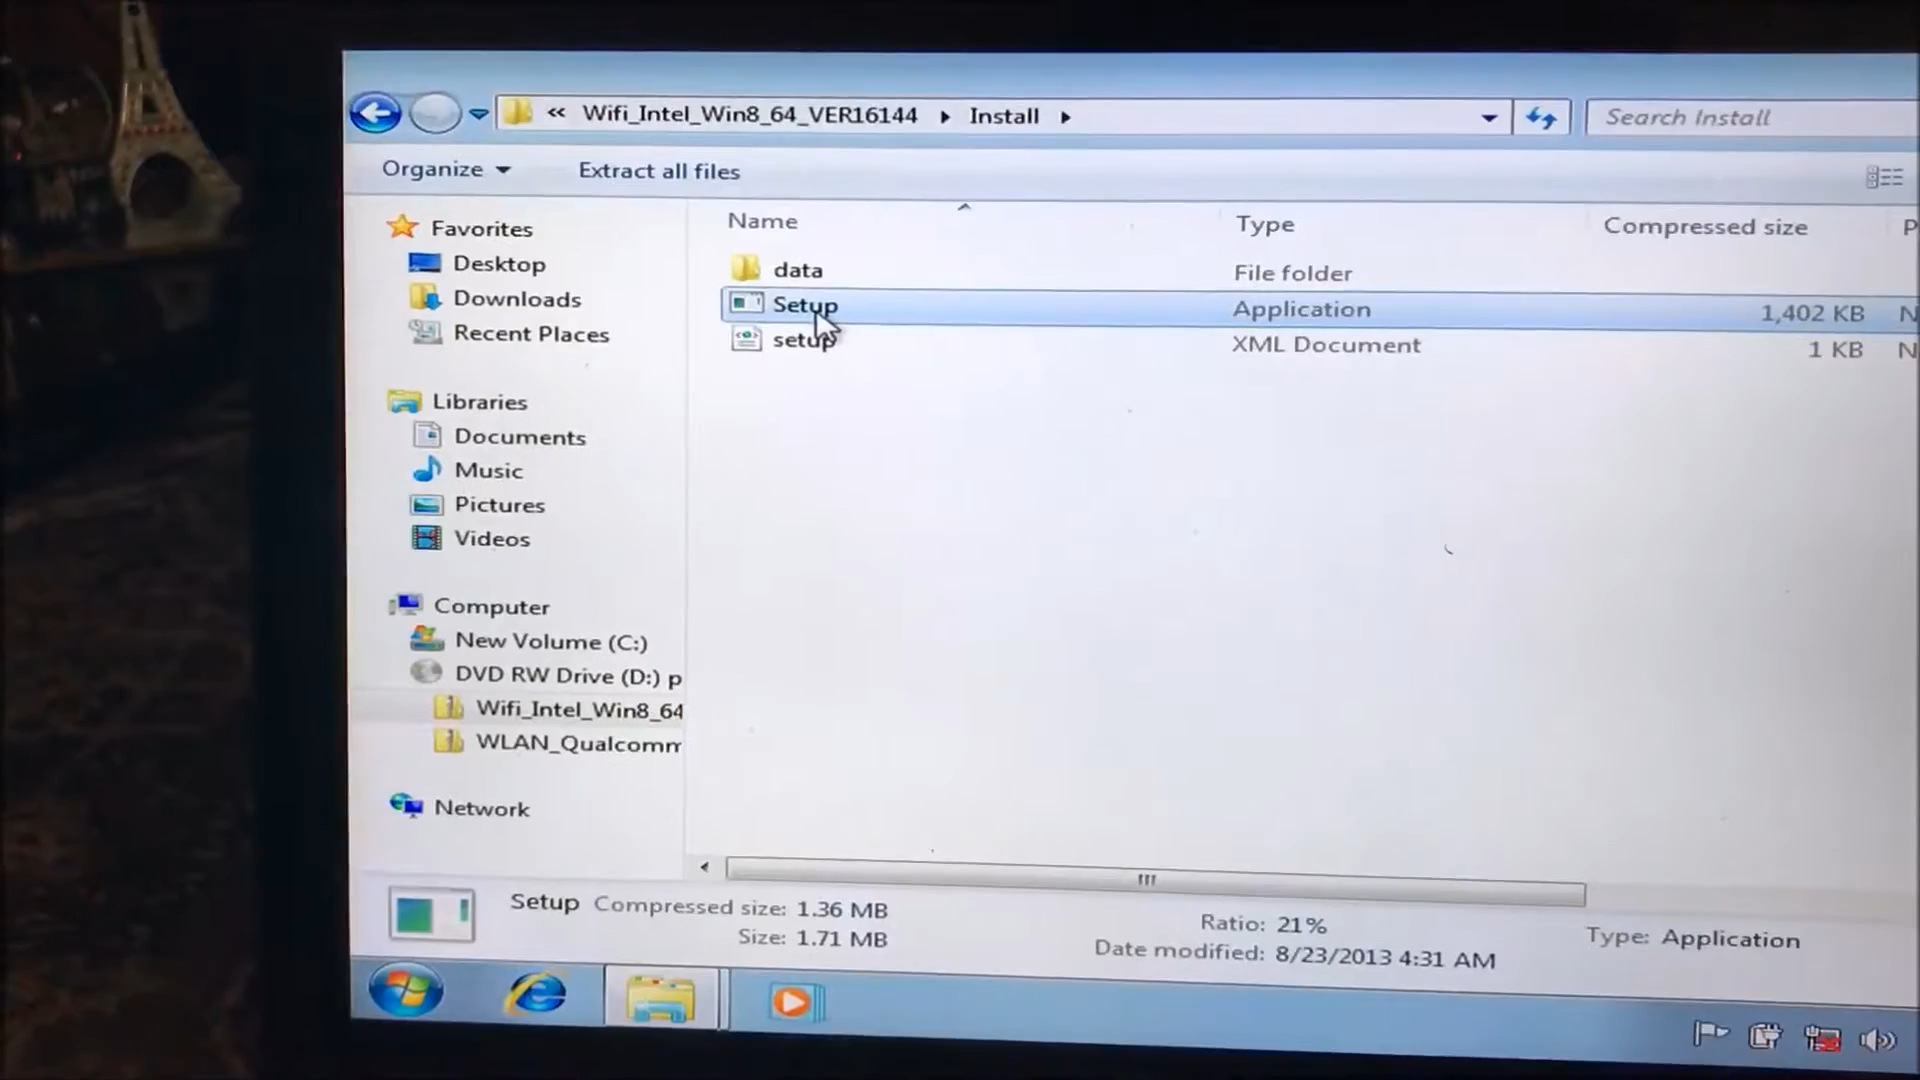 « Wifi_Intel_Win8_64_VER16144 Install
Search Install
Organize
Extract all files
Name
Type
Compressed size
P
data
File folder
Setup
Application
1,402 KB
N
setup
XML Document
1 KB
N
Favorites
Desktop
Downloads
Recent Places
Libraries
Documents
Music
Pictures
Videos
Computer
New Volume (C:)
DVD RW Drive (D:) p
Wifi_Intel_Win8_64
WLAN_Qualcomm
Network
Setup Compressed size: 1.36 MB
Size: 1.71 MB
Ratio: 21%
Date modified: 8/23/2013 4:31 AM
Type: Application